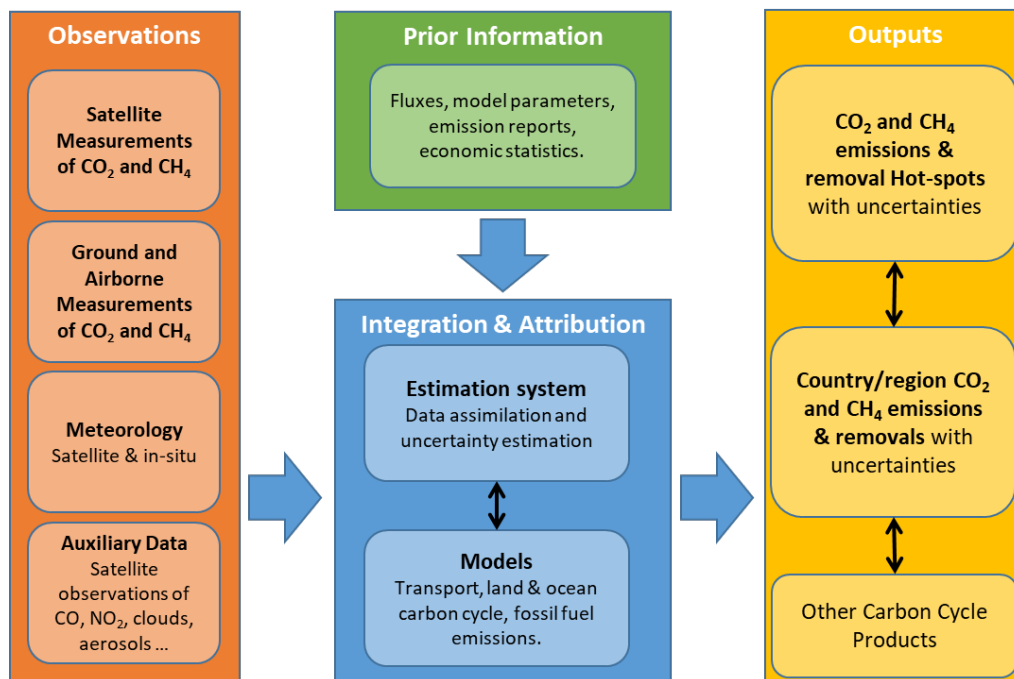 Observations
Satellite
Measurements
of CO₂ and CH₄
Ground and
Airborne
Measurements
of CO₂ and CH₄
Meteorology
Satellite & in-situ
Auxiliary Data
Satellite
observations of
CO, NO₂, clouds,
aerosols ...
Prior Information
Fluxes, model parameters,
emission reports,
economic statistics.
Integration & Attribution
Estimation system
Data assimilation and
uncertainty estimation
Models
Transport, land & ocean
carbon cycle, fossil fuel
emissions.
Outputs
CO₂ and CH₄
emissions &
removal Hot-spots
with uncertainties
Country/region CO₂
and CH₄ emissions
& removals with
uncertainties
Other Carbon Cycle
Products